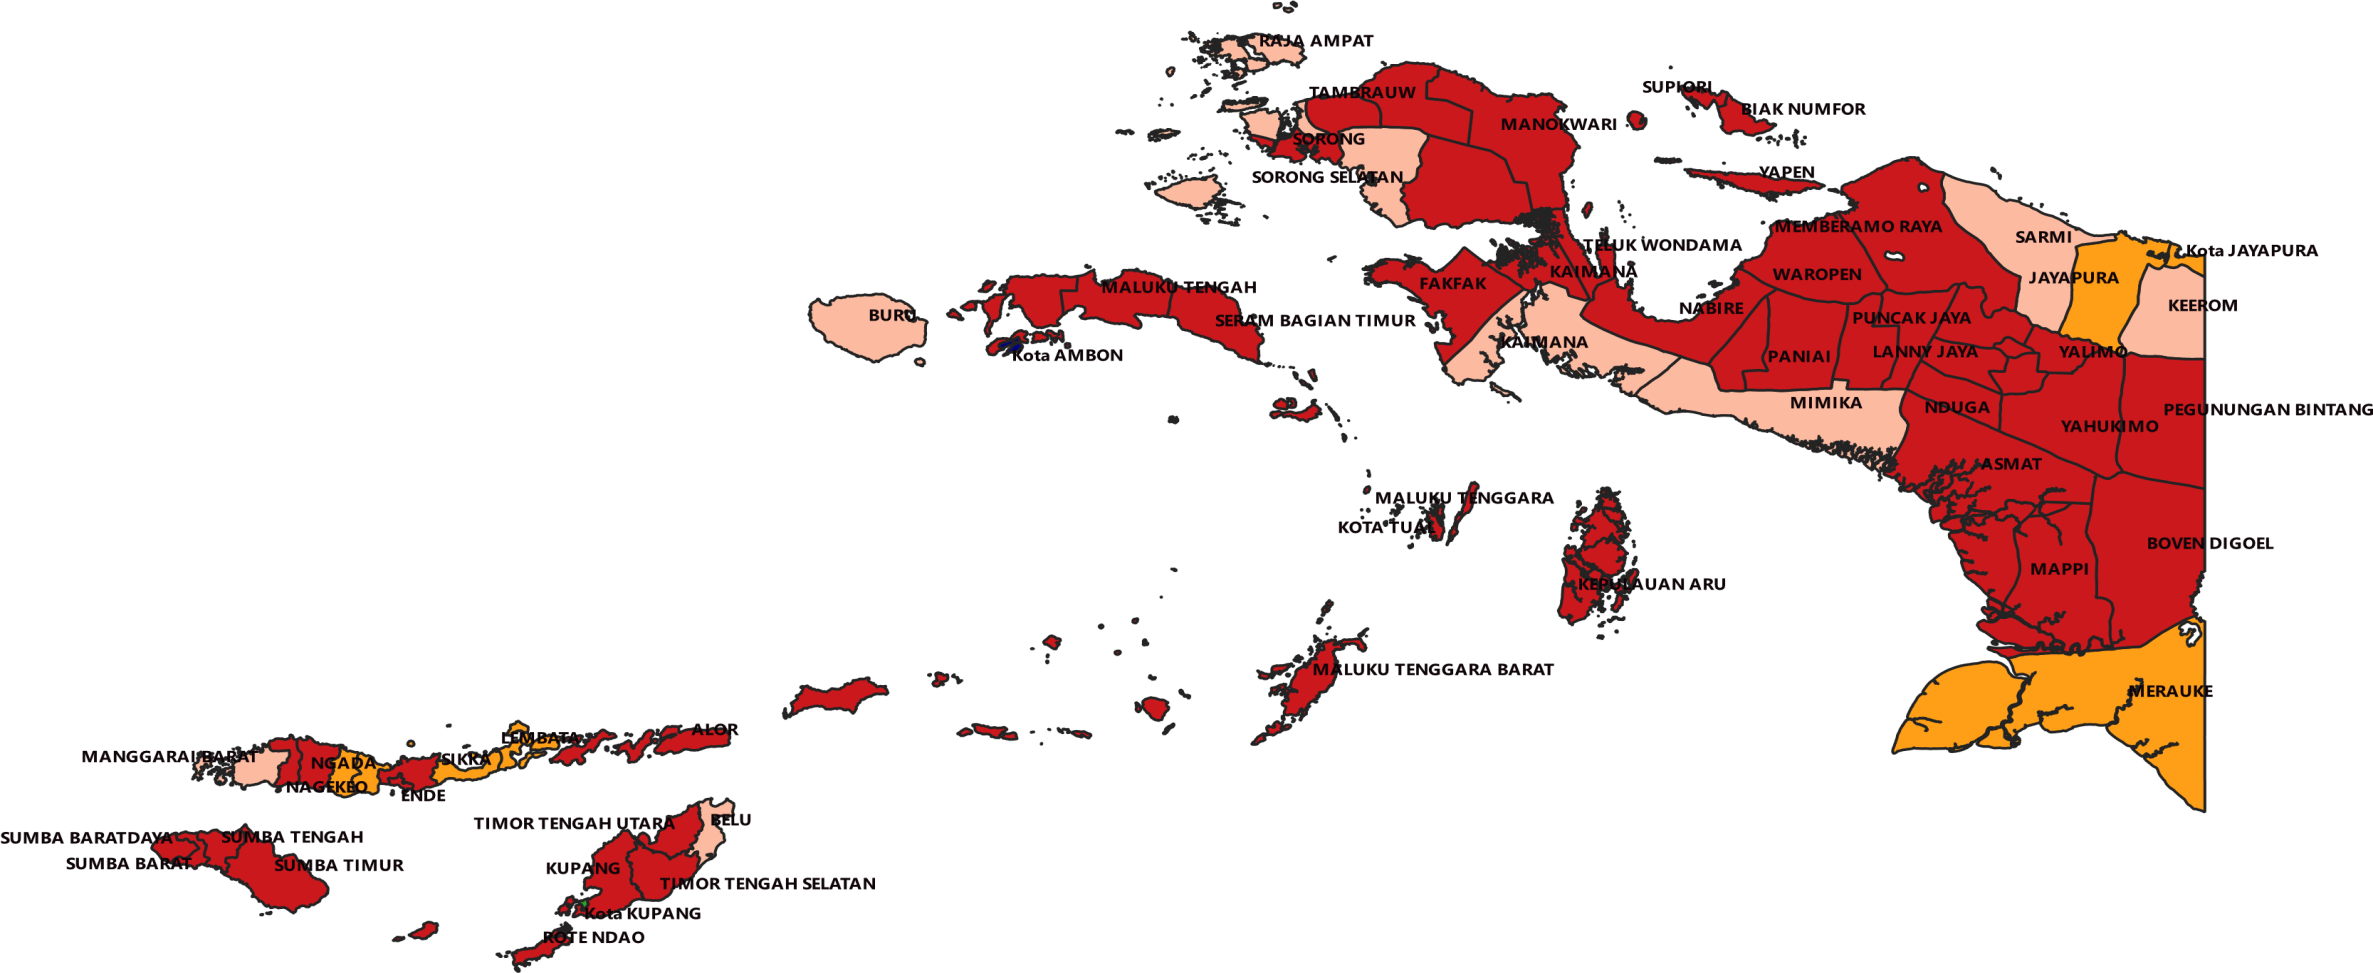 RAJA AMPAT
SUPIORI
TAMBRAUW
BIAK NUMFOR
MANOKWARI
SORONG
YAPEN
SORONG SELATAN
MEMBERAMO RAYA
SARMI
TELUK WONDAMA
Kota JAYAPURA
KAIMANA
WAROPEN
JAYAPURA
FAKFAK
MALUKU TENGAH
KEEROM
NABIRE
BURU
PUNCAK JAYA
SERAM BAGIAN TIMUR
KAIMANA
LANNY JAYA
YALIMO
Kota AMBON
PANIAI
MIMIKA
NDUGA
PEGUNUNGAN BINTANG
YAHUKIMO
ASMAT
MALUKU TENGGARA
KOTA TUAL
BOVEN DIGOEL
MAPPI
KEPULAUAN ARU
MALUKU TENGGARA BARAT
MERAUKE
ALOR
LEMBATA
MANGGARAI BARAT
SIKKA
NGADA
NAGEKEO
ENDE
BELU
TIMOR TENGAH UTARA
SUMBA BARATDAYA
SUMBA TENGAH
SUMBA BARAT
SUMBA TIMUR
KUPANG
TIMOR TENGAH SELATAN
Kota KUPANG
ROTE NDAO